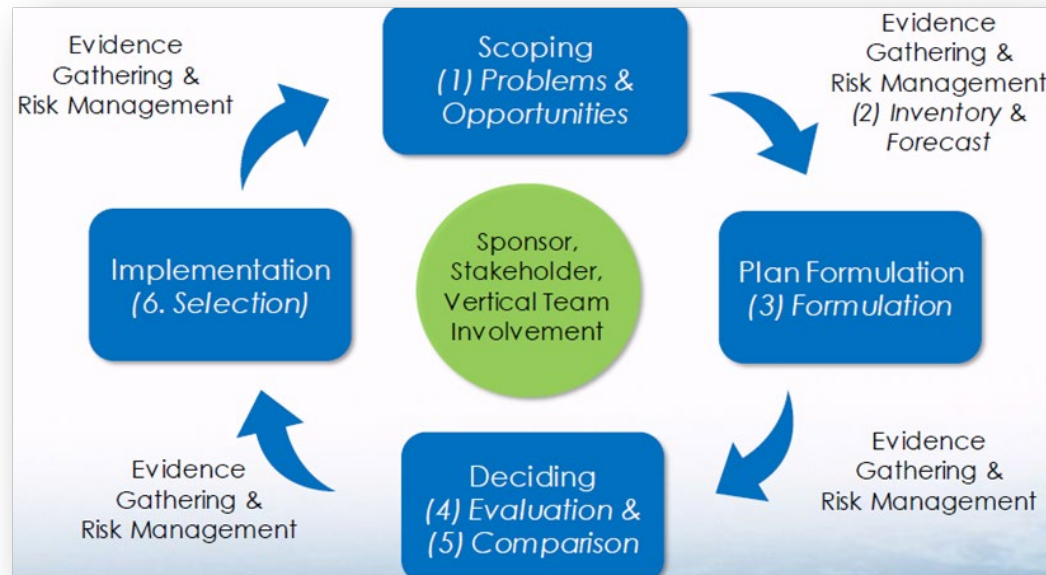 Scoping
(1) Problems &
Opportunities
Evidence
Gathering &
Risk Management
(2) Inventory &
Forecast
Plan Formulation
(3) Formulation
Evidence
Gathering &
Risk Management
Deciding
(4) Evaluation &
(5) Comparison
Evidence
Gathering &
Risk Management
Implementation
(6. Selection)
Evidence
Gathering &
Risk Management
Sponsor,
Stakeholder,
Vertical Team
Involvement